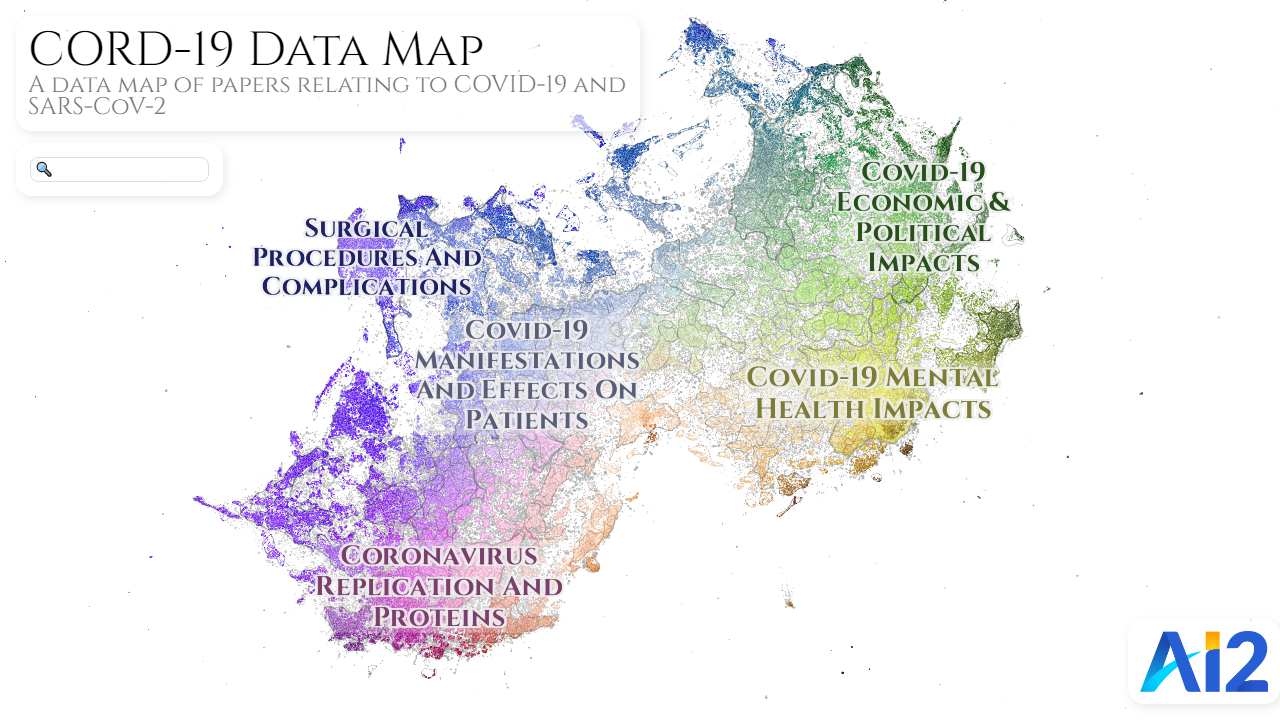 CORD-19 Data Map
A data map of papers relating to COVID-19 and
SARS-CoV-2
Covid-19
Economic &
Political
Impacts
Surgical
Procedures And
Complications
Covid-19
Manifestations
And Effects On
Patients
Covid-19 Mental
Health Impacts
Coronavirus
Replication And
Proteins
Ai2